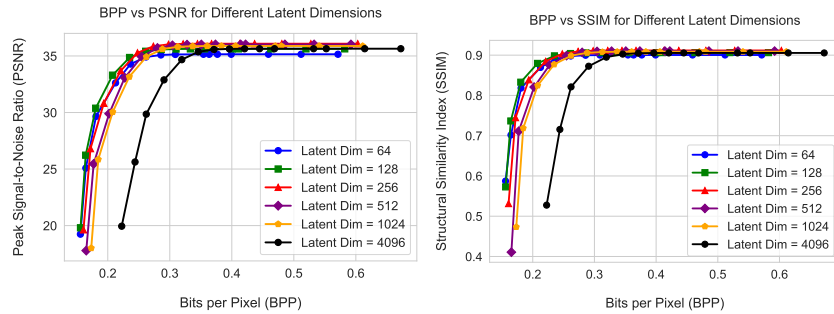 BPP vs PSNR for Different Latent Dimensions
Peak Signal-to-Noise Ratio (PSNR)
35
30
25
20
0.2 0.3 0.4 0.5 0.6
Bits per Pixel (BPP)
Latent Dim = 64
Latent Dim = 128
Latent Dim = 256
Latent Dim = 512
Latent Dim = 1024
Latent Dim = 4096
BPP vs SSIM for Different Latent Dimensions
Structural Similarity Index (SSIM)
0.9
0.8
0.7
0.6
0.5
0.4
0.2 0.3 0.4 0.5 0.6
Bits per Pixel (BPP)
Latent Dim = 64
Latent Dim = 128
Latent Dim = 256
Latent Dim = 512
Latent Dim = 1024
Latent Dim = 4096